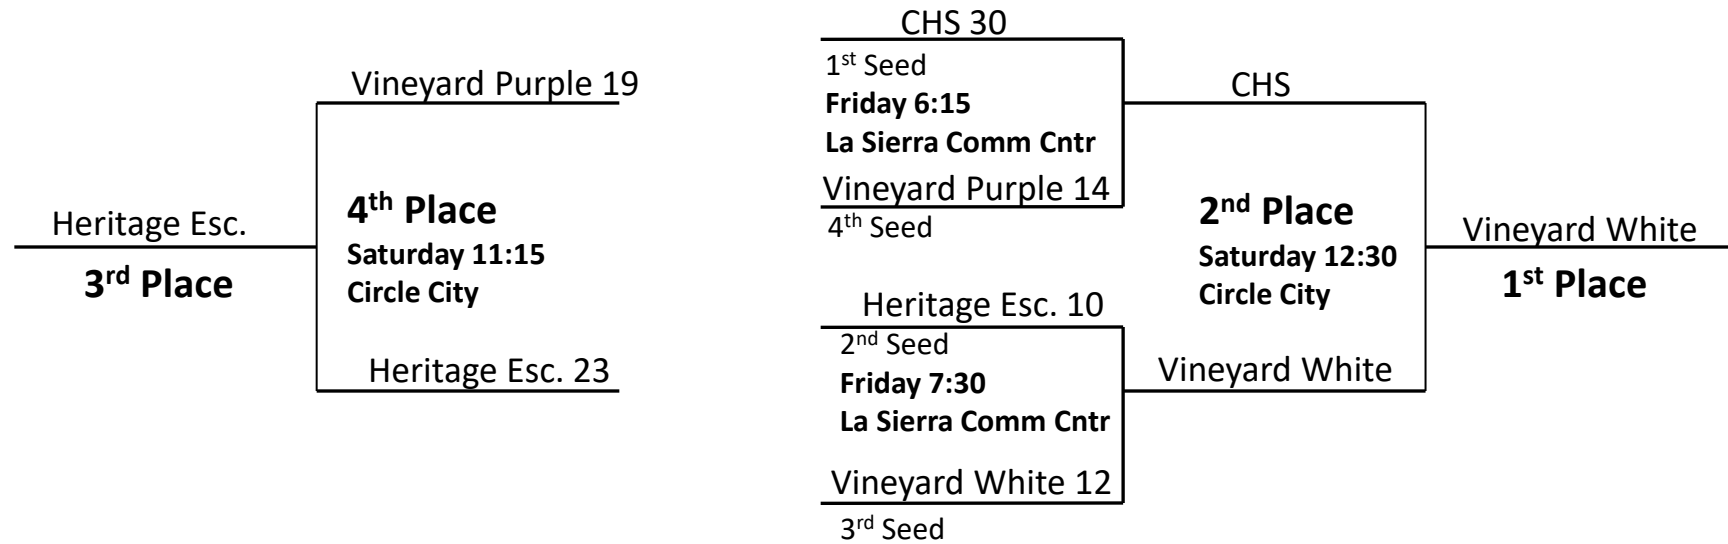 Vineyard Purple 19
Heritage Esc.
3rd Place
4th Place
Saturday 11:15
Circle City
Heritage Esc. 23
CHS 30
1st Seed
Friday 6:15
La Sierra Comm Cntr
Vineyard Purple 14
4th Seed
Heritage Esc. 10
2nd Seed
Friday 7:30
La Sierra Comm Cntr
Vineyard White 12
3rd Seed
CHS
2nd Place
Saturday 12:30
Circle City
Vineyard White
Vineyard White
1st Place